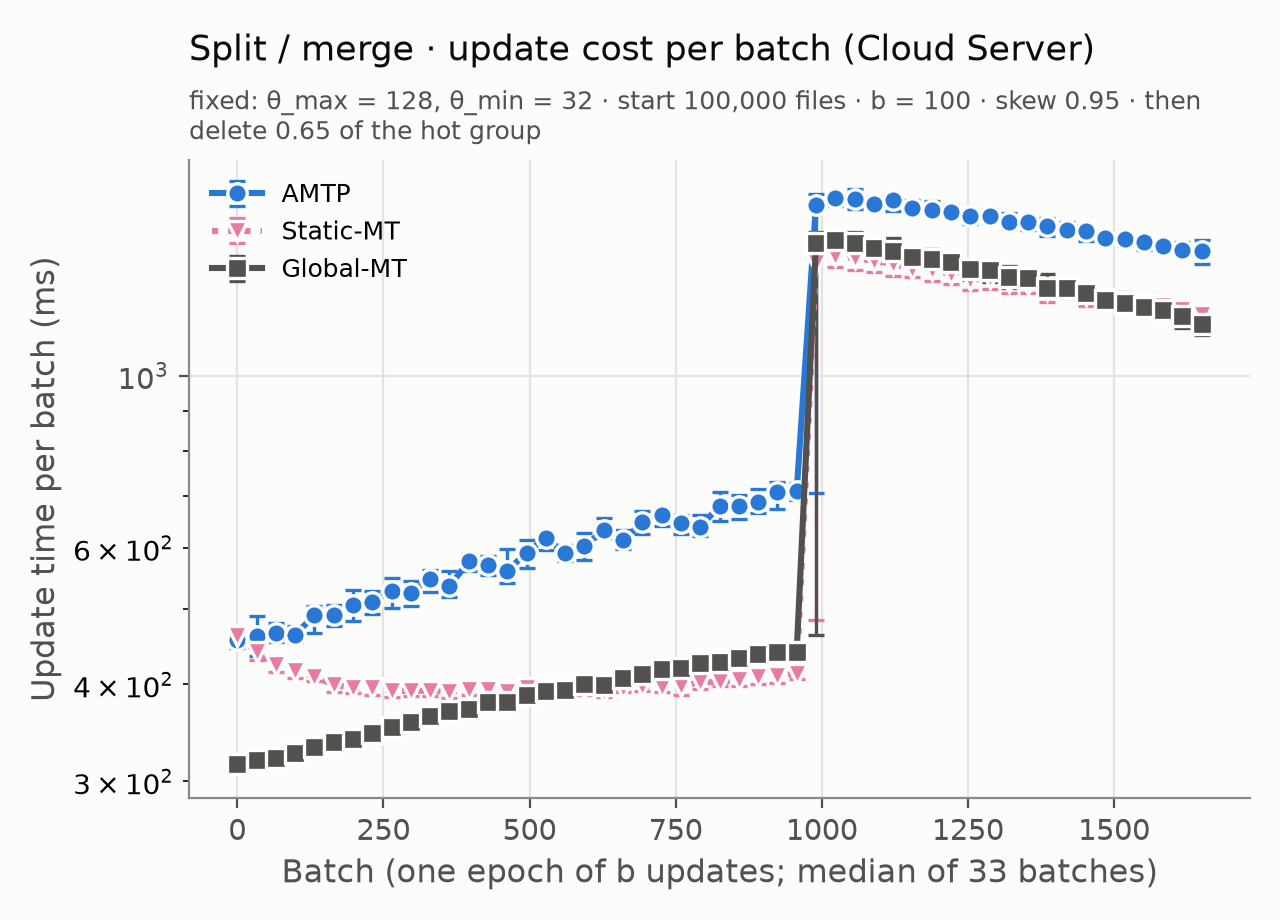 Split / merge · update cost per batch (Cloud Server)
fixed: θ_max = 128, θ_min = 32 · start 100,000 files · b = 100 · skew 0.95 · then
delete 0.65 of the hot group
AMTP
Static-MT
Global-MT
Update time per batch (ms)
10³
6 × 10²
4 × 10²
3 × 10²
0 250 500 750 1000 1250 1500
Batch (one epoch of b updates; median of 33 batches)